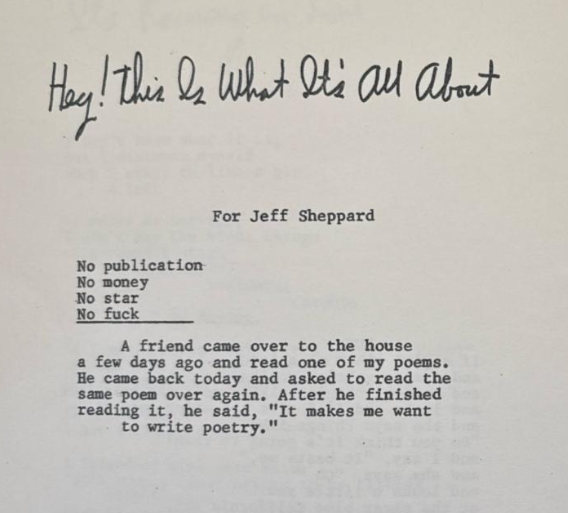 Hey! This Is What It's All About
For Jeff Sheppard
No publication
No money
No star
No fuck
A friend came over to the house
a few days ago and read one of my poems.
He came back today and asked to read the
same poem over again. After he finished
reading it, he said, "It makes me want
to write poetry."